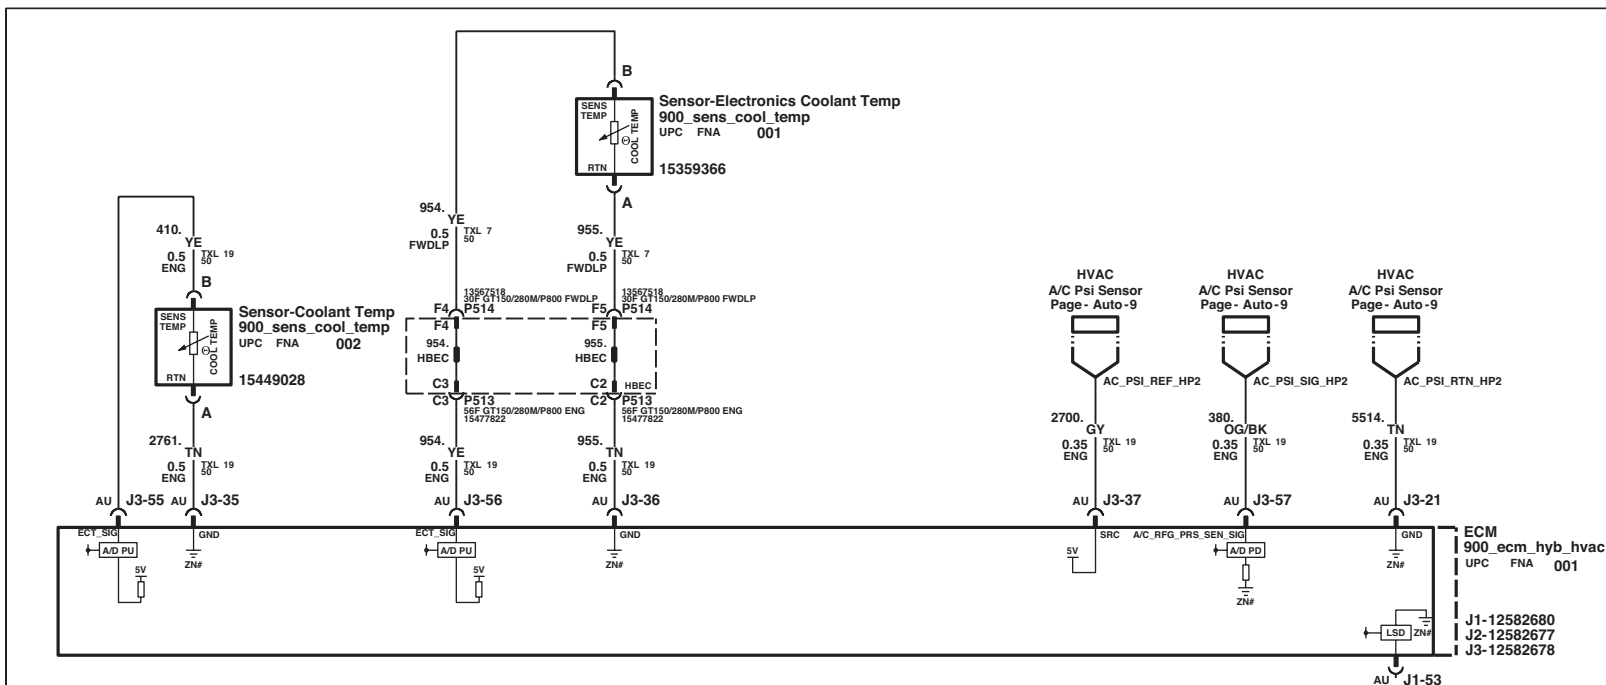 B
SENS
TEMP
COOL TEMP
RTN
Sensor-Electronics Coolant Temp
900_sens_cool_temp
UPC FNA 001
15359366
A
954.
YE
0.5
FWDLP
TXL 7
50
955.
YE
0.5
FWDLP
TXL 7
50
410.
YE
0.5
ENG
TXL 19
50
B
SENS
TEMP
COOL TEMP
RTN
Sensor-Coolant Temp
900_sens_cool_temp
UPC FNA 002
15449028
A
13567518
30F GT150/280M/P800 FWDLP
F4 P514
F4
954.
HBEC
C3
C3 P513
56F GT150/280M/P800 ENG
15477822
13567518
30F GT150/280M/P800 FWDLP
F5 P514
F5
955.
HBEC
C2 HBEC
C2 P513
56F GT150/280M/P800 ENG
15477822
HVAC
A/C Psi Sensor
Page - Auto-9
AC_PSI_REF_HP2
HVAC
A/C Psi Sensor
Page - Auto-9
AC_PSI_SIG_HP2
HVAC
A/C Psi Sensor
Page - Auto-9
AC_PSI_RTN_HP2
2761.
TN
0.5
ENG
TXL 19
50
954.
YE
0.5
ENG
TXL 19
50
955.
TN
0.5
ENG
TXL 19
50
2700.
GY
0.35
ENG
TXL 19
50
380.
OG/BK
0.35
ENG
TXL 19
50
5514.
TN
0.35
ENG
TXL 19
50
AU J3-55
AU J3-35
AU J3-56
AU J3-36
AU J3-37
AU J3-57
AU J3-21
ECT_SIG
A/D PU
5V
GND
ZN#
ECT_SIG
A/D PU
5V
GND
ZN#
SRC
5V
A/C_RFG_PRS_SEN_SIG
A/D PD
ZN#
GND
ZN#
LSD
ZN#
AU J1-53
ECM
900_ecm_hyb_hvac
UPC FNA 001
J1-12582680
J2-12582677
J3-12582678